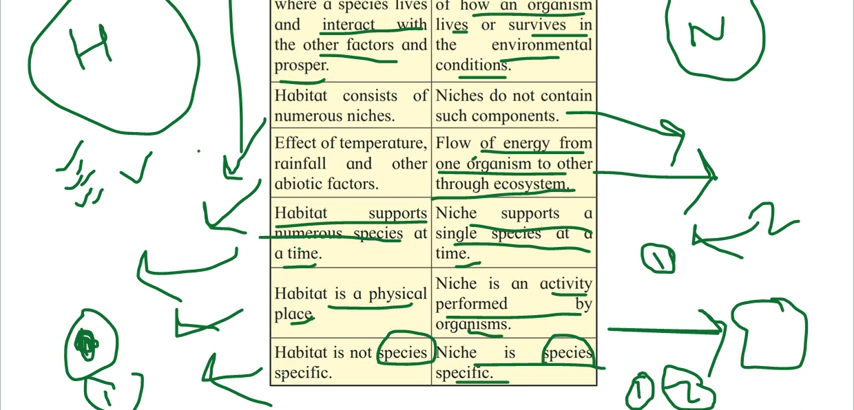 H
N
where a species lives
and interact with
the other factors and
prosper.
of how an organism
lives or survives in
the environmental
conditions.
Habitat consists of
numerous niches.
Niches do not contain
such components.
Effect of temperature,
rainfall and other
abiotic factors.
Flow of energy from
one organism to other
through ecosystem.
Habitat supports
numerous species at
a time.
Niche supports a
single species at a
time.
1
Habitat is a physical
place
Niche is an activity
performed by
organisms.
Habitat is not species
specific.
Niche is species
specific.
1 2